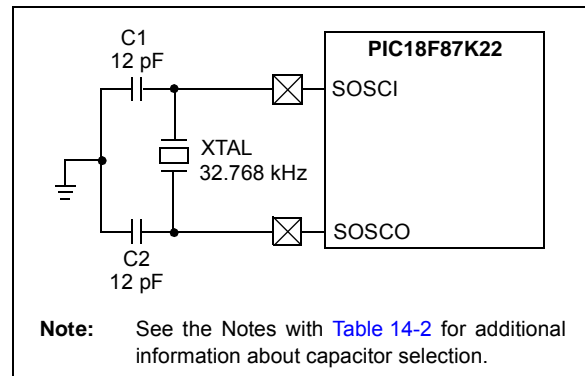 C1
12 pF
PIC18F87K22
SOSCI
XTAL
32.768 kHz
SOSCO
C2
12 pF
Note: See the Notes with Table 14-2 for additional
information about capacitor selection.